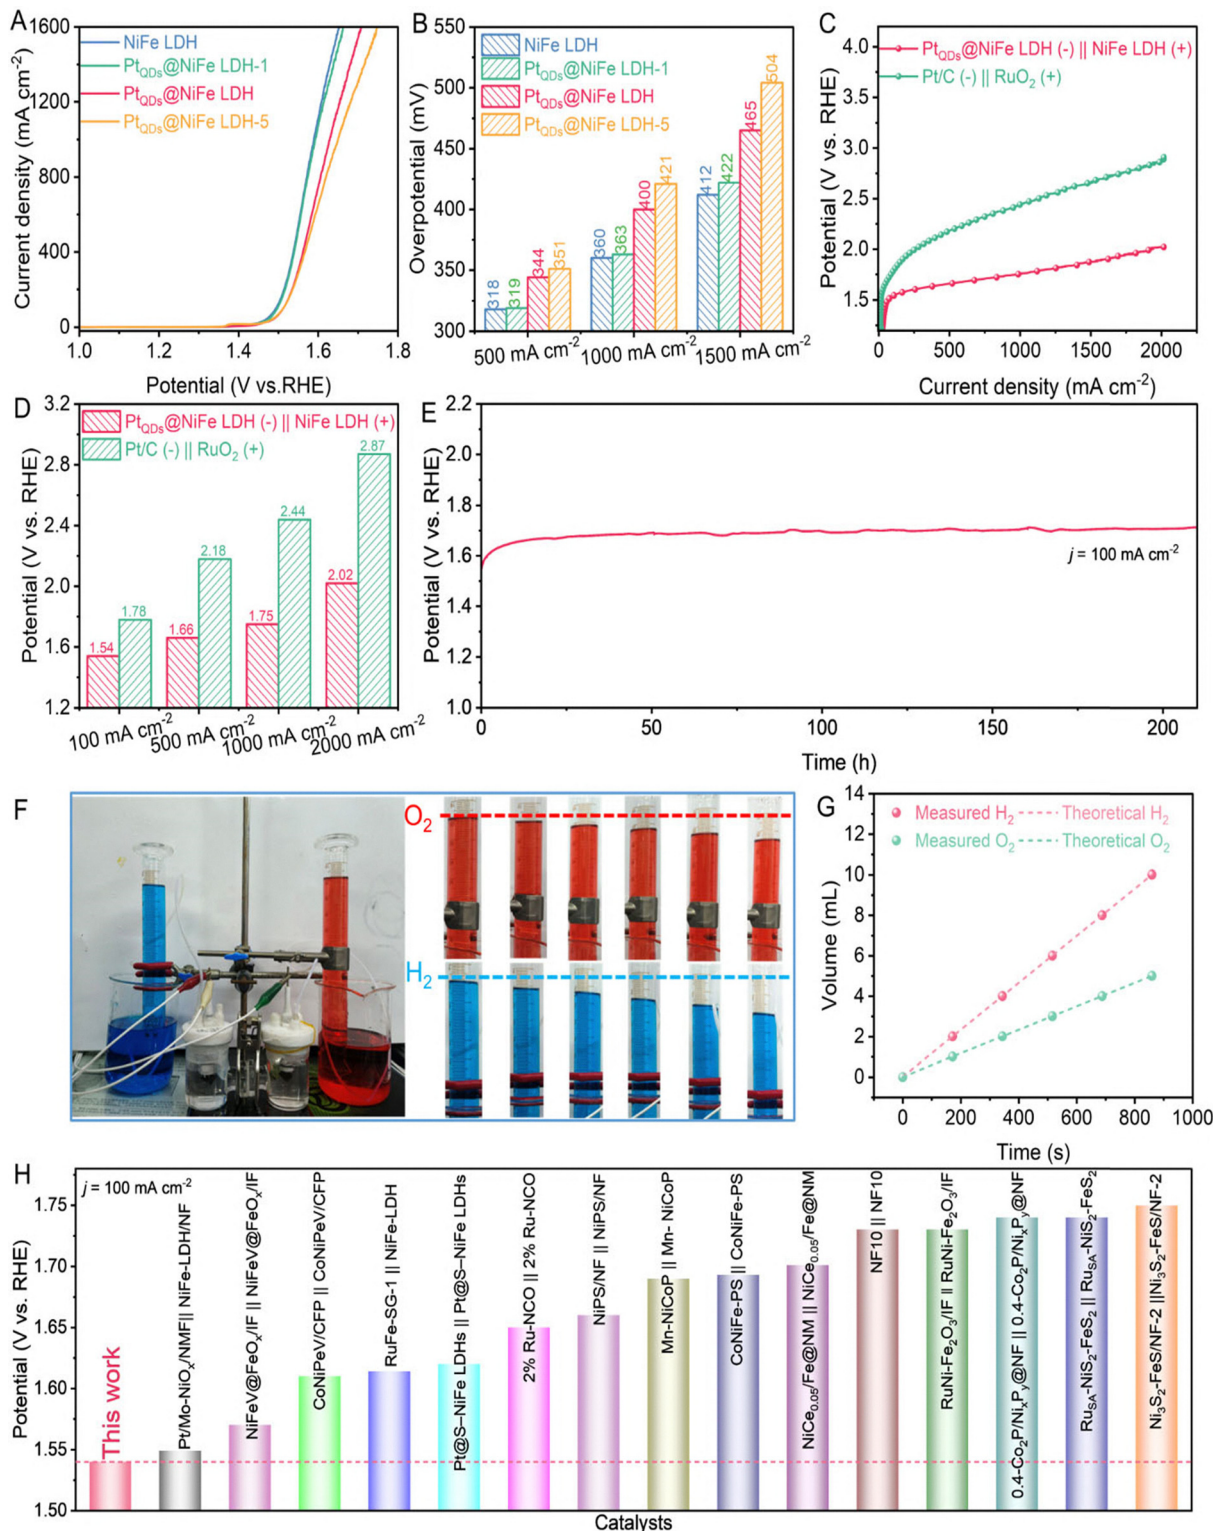 A
1600
1200
800
400
0
1.0
1.2
1.4
1.6
1.8
Current density (mA cm⁻²)
Potential (V vs.RHE)
NiFe LDH
Pt_QDs@NiFe LDH-1
Pt_QDs@NiFe LDH
Pt_QDs@NiFe LDH-5
B
550
500
450
400
350
300
Overpotential (mV)
NiFe LDH
Pt_QDs@NiFe LDH-1
Pt_QDs@NiFe LDH
Pt_QDs@NiFe LDH-5
318
319
344
351
360
363
400
421
412
422
465
504
500 mA cm⁻²
1000 mA cm⁻²
1500 mA cm⁻²
C
4.0
3.0
2.5
2.0
1.5
Potential (V vs. RHE)
Pt_QDs@NiFe LDH (-) || NiFe LDH (+)
Pt/C (-) || RuO₂ (+)
0
500
1000
1500
2000
Current density (mA cm⁻²)
D
3.2
2.8
2.4
2.0
1.6
1.2
Potential (V vs. RHE)
Pt_QDs@NiFe LDH (-) || NiFe LDH (+)
Pt/C (-) || RuO₂ (+)
1.54
1.78
1.66
2.18
1.75
2.44
2.02
2.87
100 mA cm⁻²
500 mA cm⁻²
1000 mA cm⁻²
2000 mA cm⁻²
E
2.2
2.0
1.8
1.6
1.4
1.2
1.0
Potential (V vs. RHE)
j = 100 mA cm⁻²
0
50
100
150
200
Time (h)
F
O₂
H₂
G
14
12
10
8
6
4
2
0
Volume (mL)
Measured H₂
Theoretical H₂
Measured O₂
Theoretical O₂
0
200
400
600
800
1000
Time (s)
H
j = 100 mA cm⁻²
1.75
1.70
1.65
1.60
1.55
1.50
Potential (V vs. RHE)
This work
Pt/Mo-NiOₓ/NMF|| NiFe-LDH/NF
NiFeV@FeOₓ/IF || NiFeV@FeOₓ/IF
CoNiPeV/CFP || CoNiPeV/CFP
RuFe-SG-1 || NiFe-LDH
Pt@S–NiFe LDHs || Pt@S–NiFe LDHs
2% Ru-NCO || 2% Ru-NCO
NiPS/NF || NiPS/NF
Mn-NiCoP || Mn- NiCoP
CoNiFe-PS || CoNiFe-PS
NiCe₀.₀₅/Fe@NM || NiCe₀.₀₅/Fe@NM
NF10 || NF10
RuNi-Fe₂O₃/IF || RuNi-Fe₂O₃/IF
0.4-Co₂P/NiₓP_y@NF || 0.4-Co₂P/NiₓP_y@NF
Ru_SA-NiS₂-FeS₂ || Ru_SA-NiS₂-FeS₂
Ni₃S₂-FeS/NF-2 ||Ni₃S₂-FeS/NF-2
Catalysts